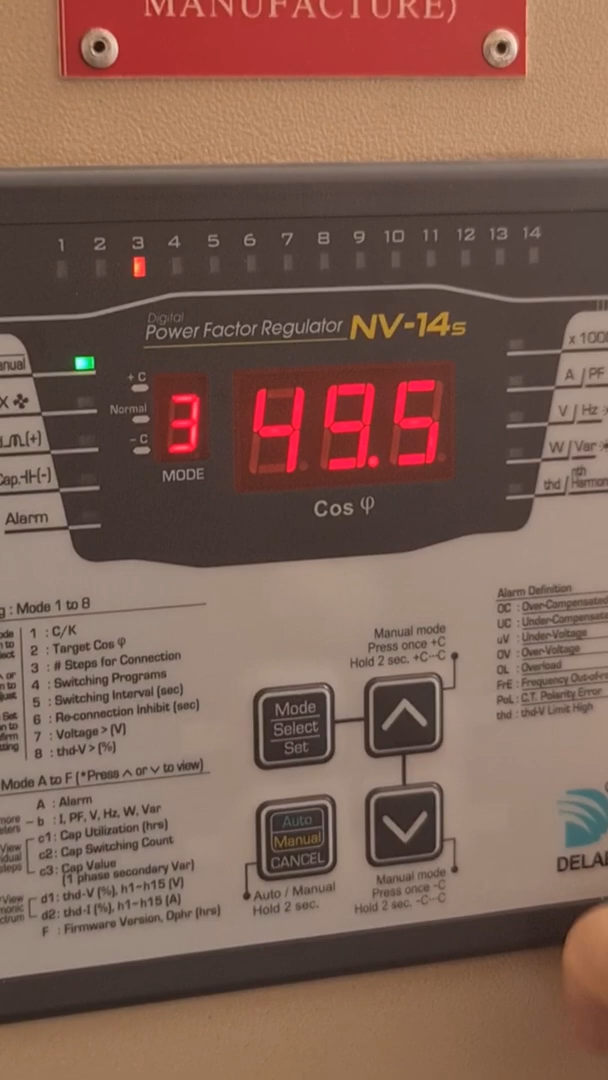 MANUFACTURE)
1 2 3 4 5 6 7 8 9 10 11 12 13 14
Digital
Power Factor Regulator NV-14s
+C
Normal
-C
3
49.5
MODE
Cos φ
Alarm
A / PF
V / Hz
W / Var
thd / nth Harmon
: Mode 1 to 8
1 : C/K
2 : Target Cos φ
3 : # Steps for Connection
4 : Switching Programs
5 : Switching Interval (sec)
6 : Re-connection Inhibit (sec)
7 : Voltage > (V)
8 : thd-V > (%)
Mode A to F (*Press ∧ or ∨ to view)
A : Alarm
b : I, PF, V, Hz, W, Var
c1 : Cap Utilization (hrs)
c2 : Cap Switching Count
c3 : Cap Value
(1 phase secondary Var)
d1 : thd-V (%), h1~h15 (V)
d2 : thd-I (%), h1~h15 (A)
F : Firmware Version, Ophr (hrs)
Manual mode
Press once +C
Hold 2 sec. +C--C
Mode
Select
Set
Auto
Manual
CANCEL
Auto / Manual
Hold 2 sec.
Manual mode
Press once -C
Hold 2 sec. -C--C
Alarm Definition
OC : Over-Compensated
UC : Under-Compensat
uV : Under-Voltage
OV : Over-Voltage
OL : Overload
FrE : Frequency Out-of-r
PoL : C.T. Polarity Error
thd : thd-V Limit High
DELA